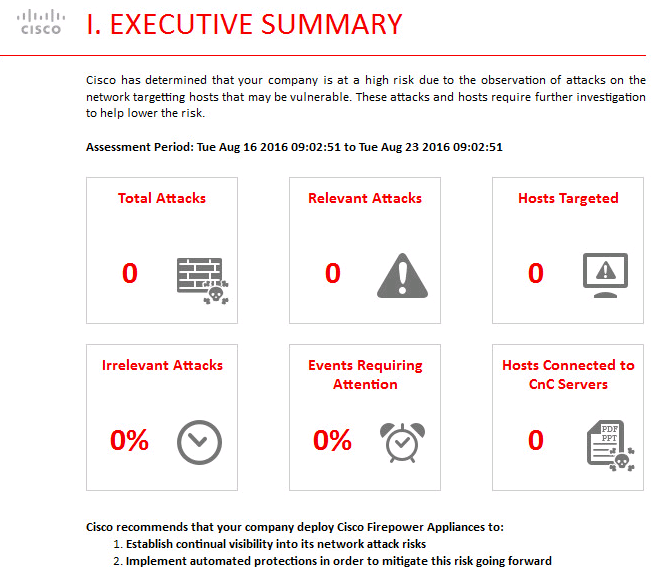 CISCO
I. EXECUTIVE SUMMARY
Cisco has determined that your company is at a high risk due to the observation of attacks on the
network targetting hosts that may be vulnerable. These attacks and hosts require further investigation
to help lower the risk.
Assessment Period: Tue Aug 16 2016 09:02:51 to Tue Aug 23 2016 09:02:51
Total Attacks
0
Relevant Attacks
0
Hosts Targeted
0
Irrelevant Attacks
0%
Events Requiring
Attention
0%
Hosts Connected to
CnC Servers
0
PDF
PPT
Cisco recommends that your company deploy Cisco Firepower Appliances to:
1. Establish continual visibility into its network attack risks
2. Implement automated protections in order to mitigate this risk going forward